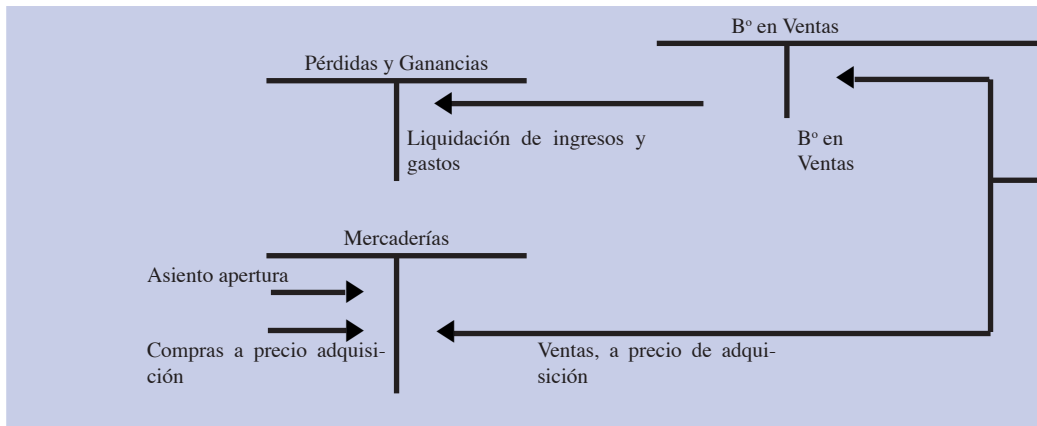 Bº en Ventas
Pérdidas y Ganancias
Liquidación de ingresos y
gastos
Bº en
Ventas
Mercaderías
Asiento apertura
Compras a precio adquisi-
ción
Ventas, a precio de adqui-
sición